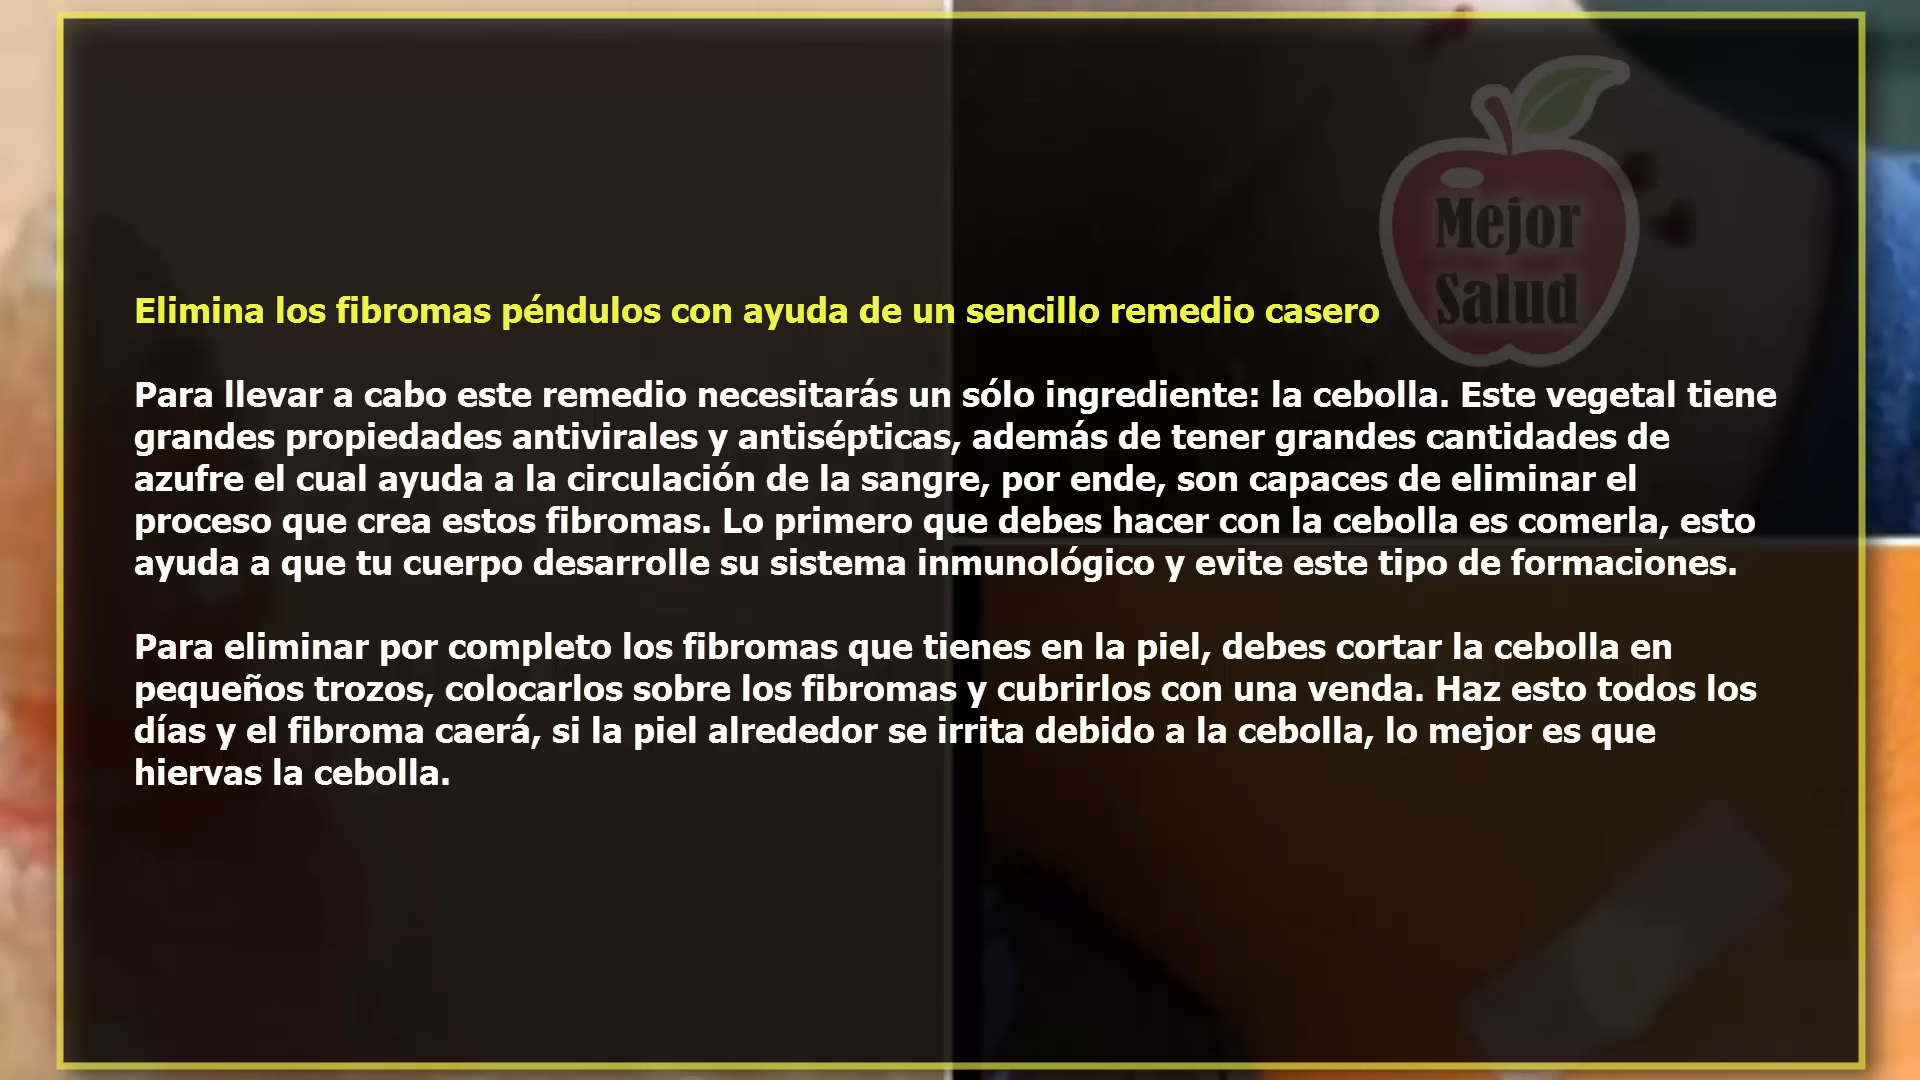 Mejor
Salud
Elimina los fibromas péndulos con ayuda de un sencillo remedio casero
Para llevar a cabo este remedio necesitarás un sólo ingrediente: la cebolla. Este vegetal tiene
grandes propiedades antivirales y antisépticas, además de tener grandes cantidades de
azufre el cual ayuda a la circulación de la sangre, por ende, son capaces de eliminar el
proceso que crea estos fibromas. Lo primero que debes hacer con la cebolla es comerla, esto
ayuda a que tu cuerpo desarrolle su sistema inmunológico y evite este tipo de formaciones.
Para eliminar por completo los fibromas que tienes en la piel, debes cortar la cebolla en
pequeños trozos, colocarlos sobre los fibromas y cubrirlos con una venda. Haz esto todos los
días y el fibroma caerá, si la piel alrededor se irrita debido a la cebolla, lo mejor es que
hiervas la cebolla.